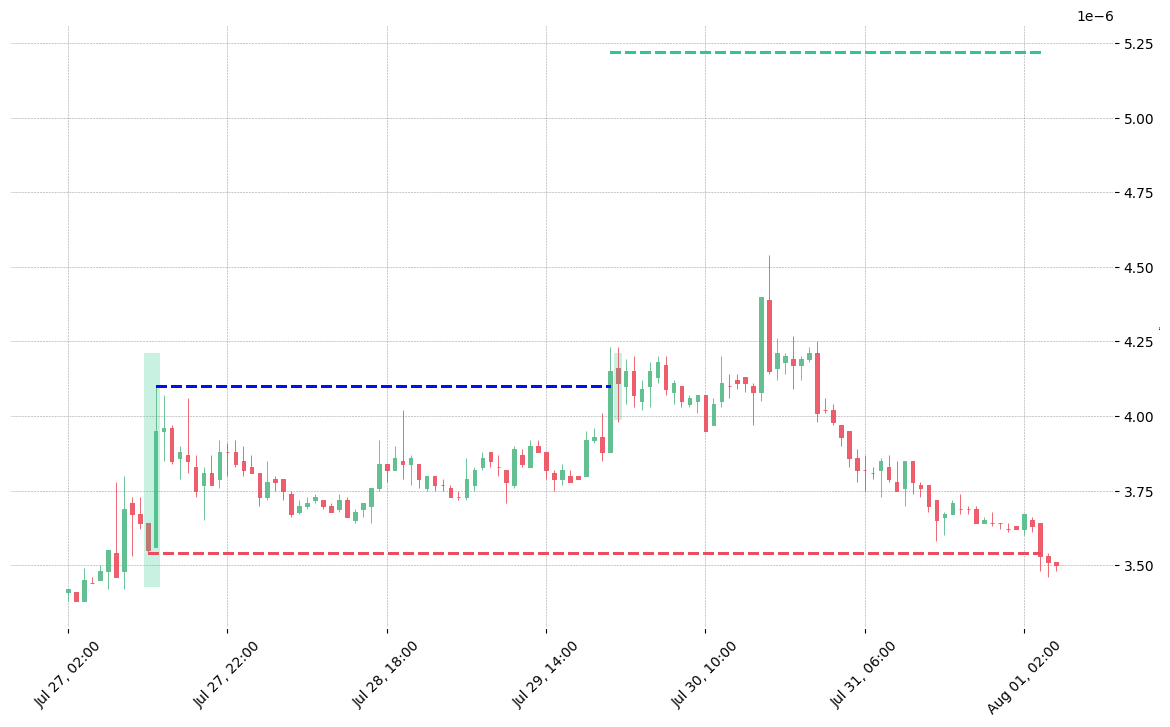 1e−6
5.25
5.00
4.75
4.50
4.25
4.00
3.75
3.50
Jul 27, 02:00
Jul 27, 22:00
Jul 28, 18:00
Jul 29, 14:00
Jul 30, 10:00
Jul 31, 06:00
Aug 01, 02:00